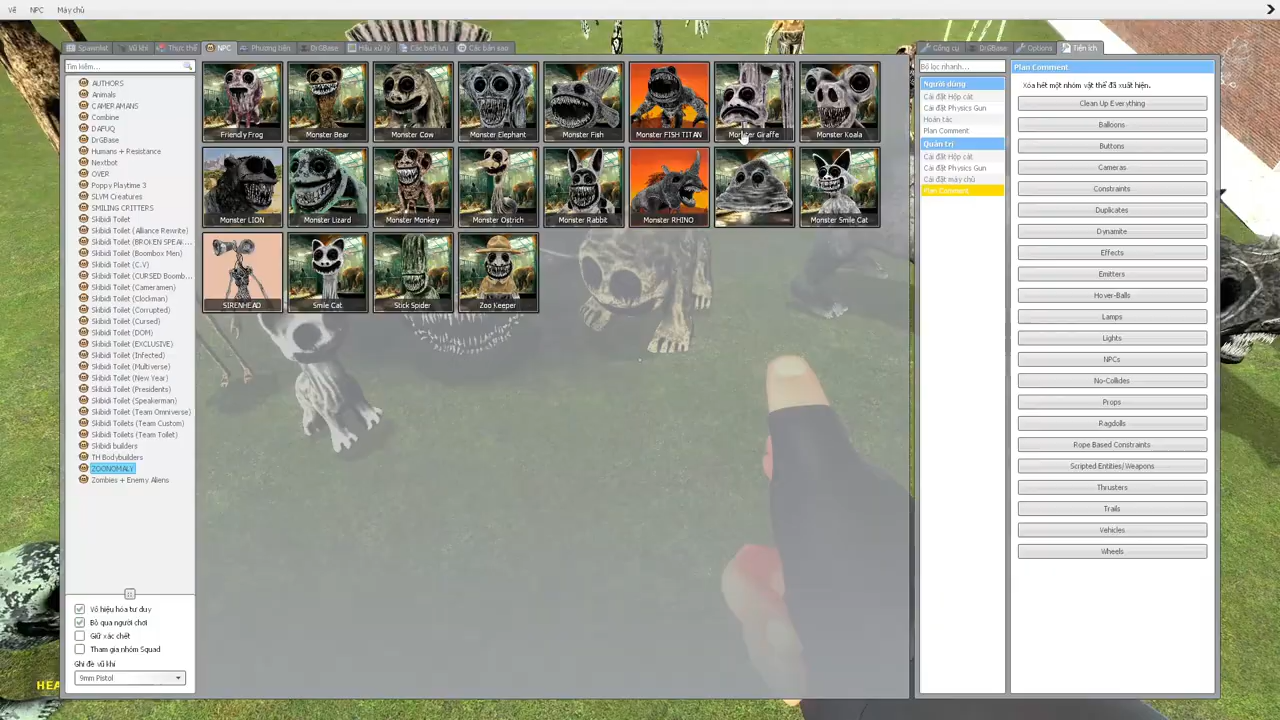 Vẽ NPC Máy chủ
Spawnlist Vũ khí Thực thể NPC Phương tiện DrGBase Hậu xử lý Các bản lưu Các bản sao
Công cụ DrGBase Options Tiện ích
Tìm kiếm...
AUTHORS
Animals
CAMERAMANS
Combine
DAFUQ
DrGBase
Humans + Resistance
Nextbot
OVER
Poppy Playtime 3
SLVM Creatures
SMILING CRITTERS
Skibidi Toilet
Skibidi Toilet (Alliance Rewrite)
Skibidi Toilet (BROKEN SPEAK...
Skibidi Toilet (Boombox Men)
Skibidi Toilet (C.V)
Skibidi Toilet (CURSED Boomb...
Skibidi Toilet (Cameramen)
Skibidi Toilet (Clockman)
Skibidi Toilet (Corrupted)
Skibidi Toilet (Cursed)
Skibidi Toilet (DOM)
Skibidi Toilet (EXCLUSIVE)
Skibidi Toilet (Infected)
Skibidi Toilet (Multiverse)
Skibidi Toilet (New Year)
Skibidi Toilet (Presidents)
Skibidi Toilet (Speakerman)
Skibidi Toilet (Team Omniverse)
Skibidi Toilets (Team Custom)
Skibidi Toilets (Team Toilet)
Skibidi builders
TH Bodybuilders
ZOONOMALY
Zombies + Enemy Aliens
Vô hiệu hóa tư duy
Bỏ qua người chơi
Giữ xác chết
Tham gia nhóm Squad
Ghi đè vũ khí
9mm Pistol
HEA
Friendly Frog Monster Bear Monster Cow Monster Elephant Monster Fish Monster FISH TITAN Monster Giraffe Monster Koala
Monster LION Monster Lizard Monster Monkey Monster Ostrich Monster Rabbit Monster RHINO Monster Smile Cat
SIRENHEAD Smile Cat Stick Spider Zoo Keeper
Bộ lọc nhanh...
Người dùng
Cài đặt Hộp cát
Cài đặt Physics Gun
Hoàn tác
Plan Comment
Quản trị
Cài đặt Hộp cát
Cài đặt Physics Gun
Cài đặt máy chủ
Plan Comment
Plan Comment
Xóa hết một nhóm vật thể đã xuất hiện.
Clean Up Everything
Balloons
Buttons
Cameras
Constraints
Duplicates
Dynamite
Effects
Emitters
Hover-Balls
Lamps
Lights
NPCs
No-Collides
Props
Ragdolls
Rope Based Constraints
Scripted Entities/Weapons
Thrusters
Trails
Vehicles
Wheels